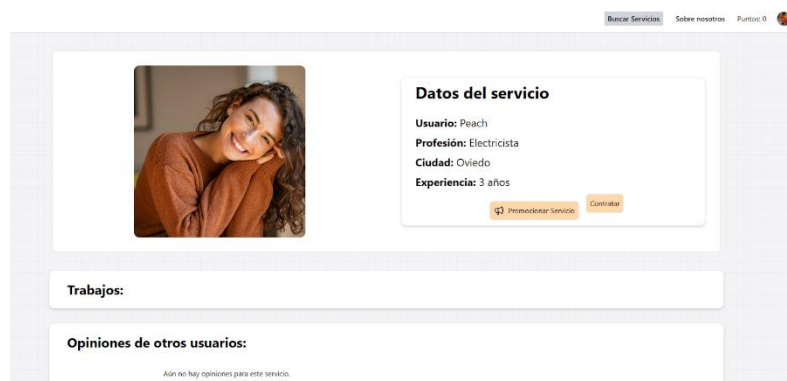 Buscar Servicios Sobre nosotros Puntos: 0
Datos del servicio
Usuario: Peach
Profesión: Electricista
Ciudad: Oviedo
Experiencia: 3 años
Promocionar Servicio Contratar
Trabajos:
Opiniones de otros usuarios:
Aún no hay opiniones para este servicio.